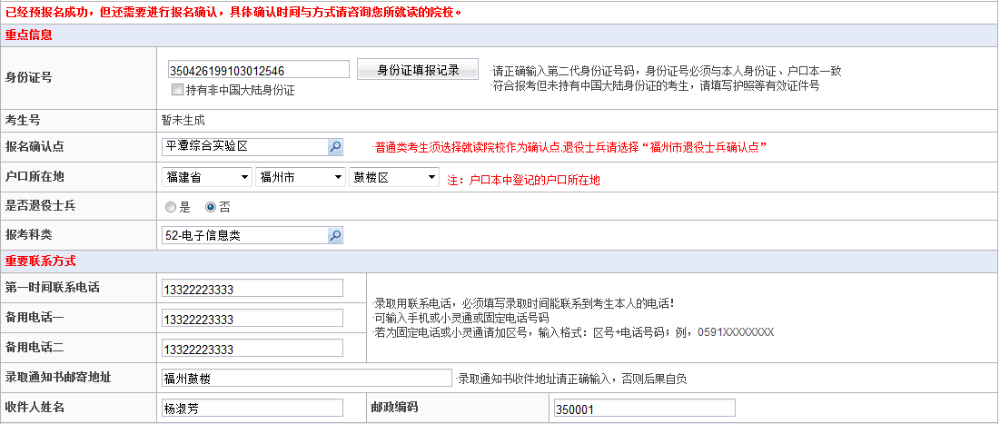 已经预报名成功，但还需要进行报名确认，具体确认时间与方式请咨询您所就读的院校。
重点信息
身份证号 350426199103012546 身份证填报记录 ·请正确输入第二代身份证号码，身份证号必须与本人身份证、户口本一致
持有非中国大陆身份证 ·符合报考但未持有中国大陆身份证的考生，请填写护照等有效证件号
考生号 暂未生成
报名确认点 平潭综合实验区 ·普通类考生须选择就读院校作为确认点,退役士兵请选择“福州市退役士兵确认点”
户口所在地 福建省 福州市 鼓楼区 注：户口本中登记的户口所在地
是否退役士兵 是 否
报考科类 52-电子信息类
重要联系方式
第一时间联系电话 13322223333
备用电话一 13322223333
备用电话二 13322223333
·录取用联系电话，必须填写录取时间能联系到考生本人的电话！
·可输入手机或小灵通或固定电话号码
·若为固定电话或小灵通请加区号，输入格式：区号+电话号码；例，0591XXXXXXXX
录取通知书邮寄地址 福州鼓楼 ·录取通知书收件地址请正确输入，否则后果自负
收件人姓名 杨淑芳 邮政编码 350001